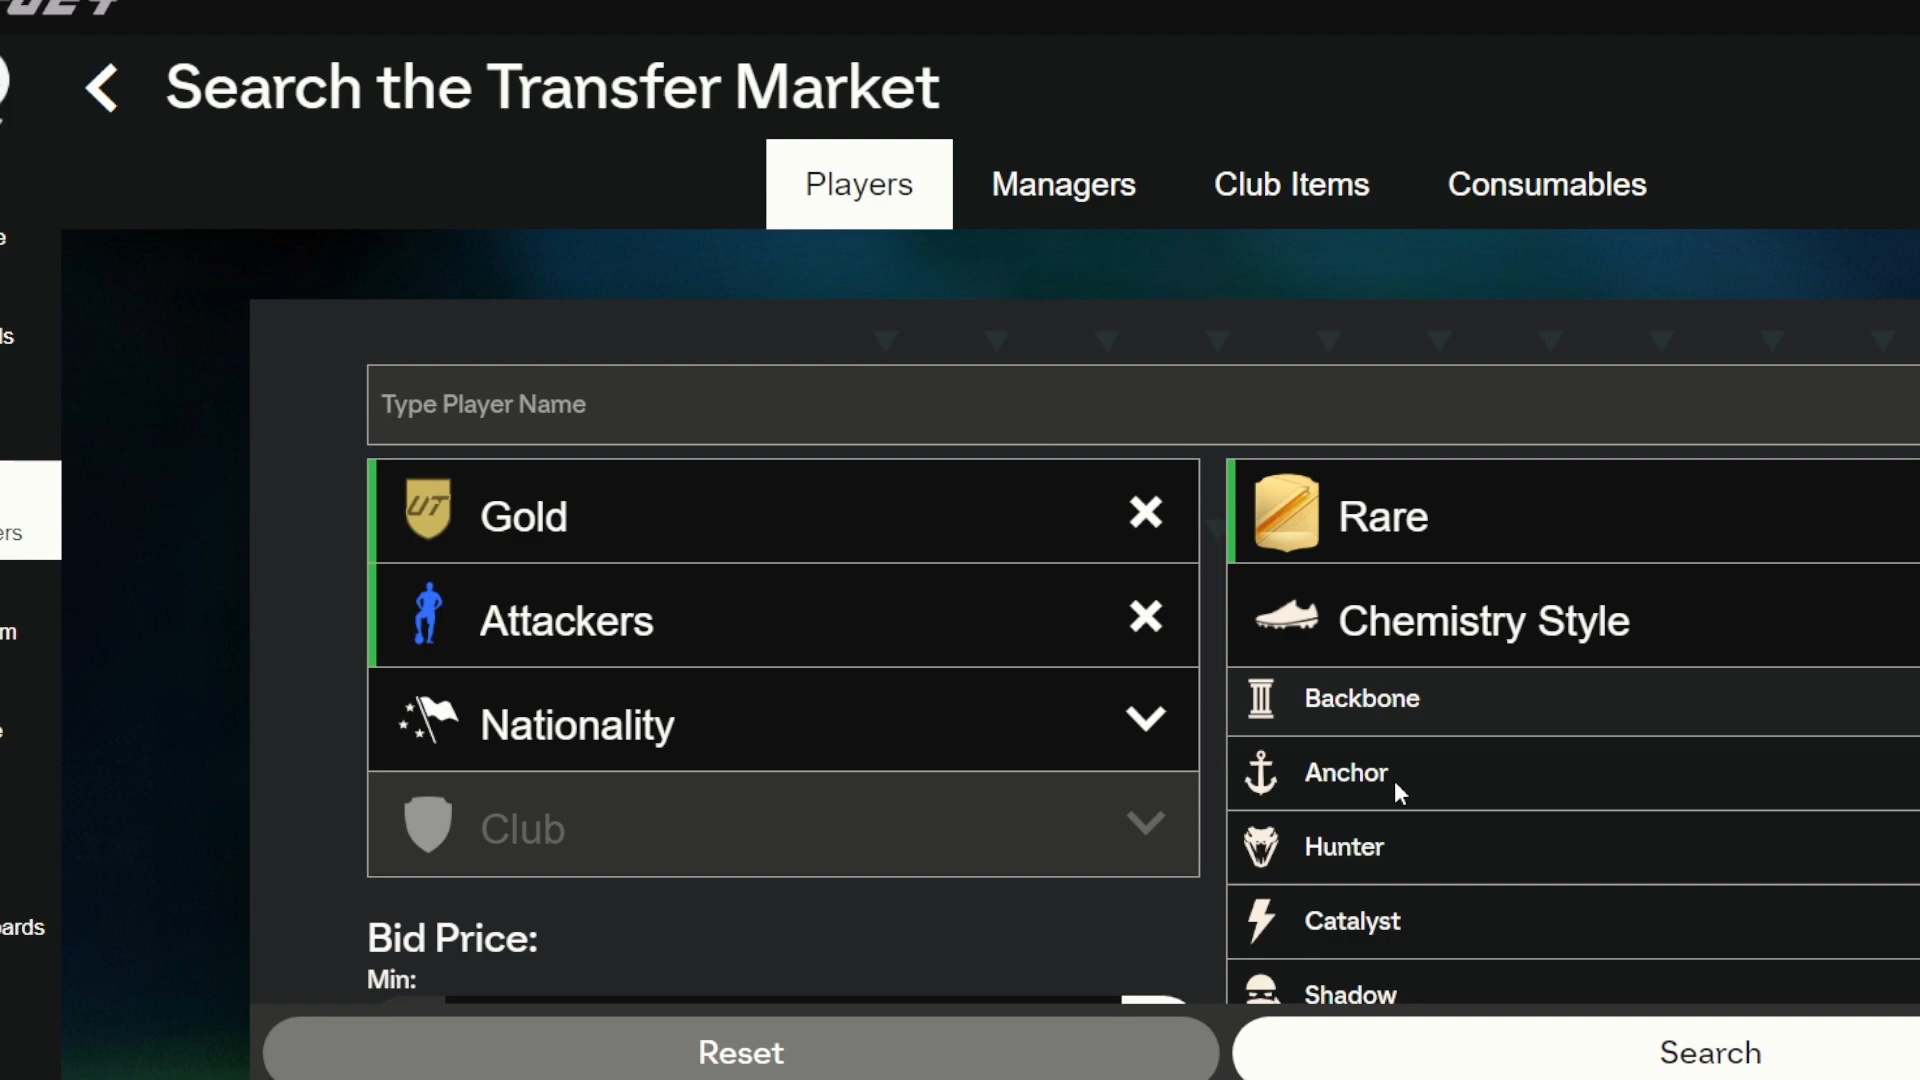 Search the Transfer Market
Players
Managers
Club Items
Consumables
Type Player Name
UT
Gold
Attackers
Nationality
Club
Bid Price:
Min:
Rare
Chemistry Style
Backbone
Anchor
Hunter
Catalyst
Shadow
Reset
Search